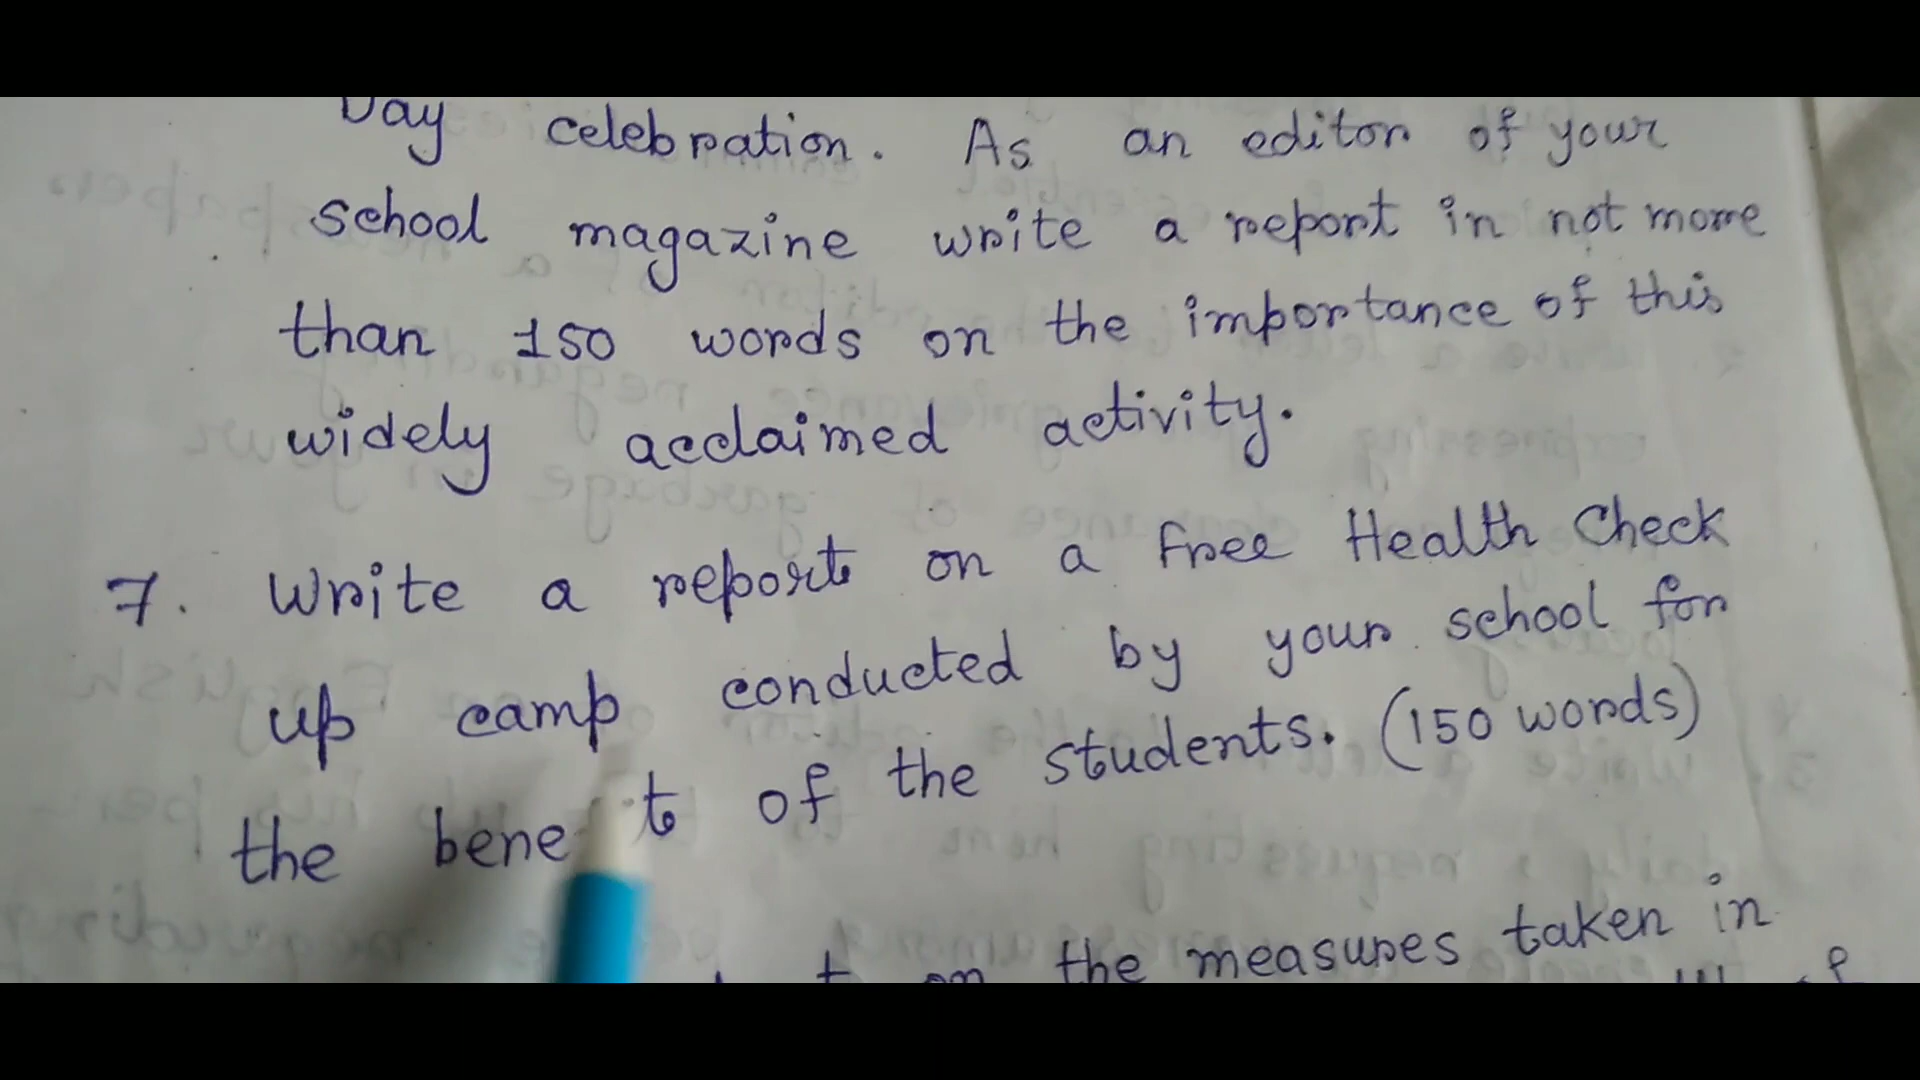 Day celebration. As an editor of your
school magazine write a report in not more
than 150 words on the importance of this
widely acclaimed activity.
7. Write a report on a Free Health Check
up camp conducted by your school for
the benefit of the students. (150 words)
on the measures taken in